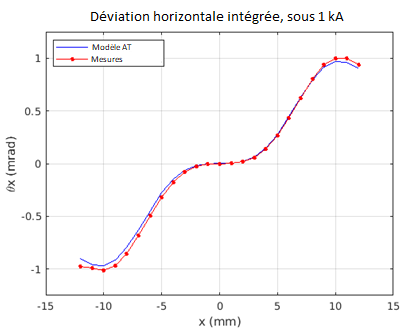 Déviation horizontale intégrée, sous 1 kA
Modèle AT
Mesures
θx (mrad)
1
0.5
0
-0.5
-1
-15
-10
-5
0
5
10
15
x (mm)